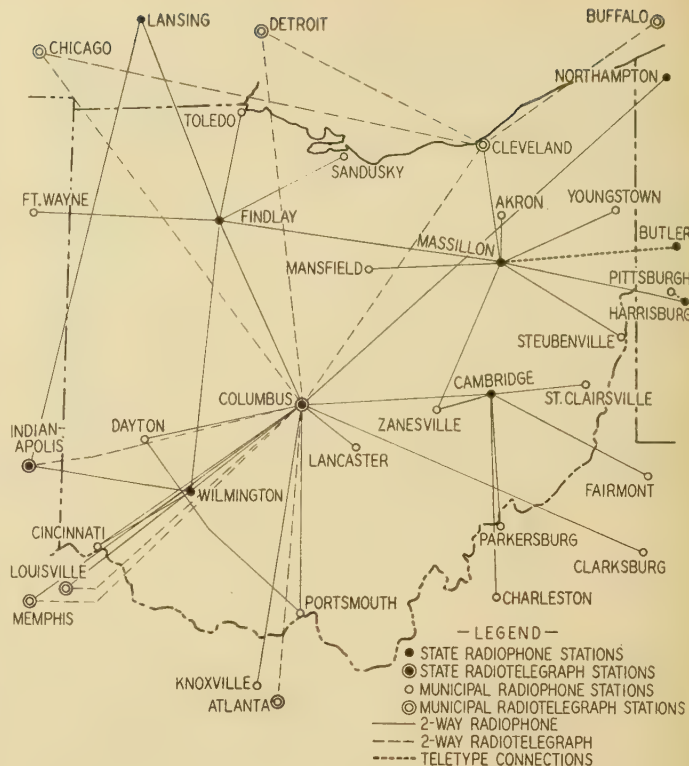 LANSING
DETROIT
BUFFALO
CHICAGO
NORTHAMPTON
TOLEDO
CLEVELAND
SANDUSKY
FT. WAYNE
FINDLAY
AKRON
YOUNGSTOWN
MASSILLON
BUTLER
MANSFIELD
PITTSBURGH
HARRISBURG
STEUBENVILLE
COLUMBUS
CAMBRIDGE
ST. CLAIRSVILLE
ZANESVILLE
INDIAN-
APOLIS
DAYTON
LANCASTER
FAIRMONT
WILMINGTON
CINCINNATI
PARKERSBURG
CLARKSBURG
LOUISVILLE
MEMPHIS
PORTSMOUTH
CHARLESTON
KNOXVILLE
ATLANTA
—LEGEND—
STATE RADIOPHONE STATIONS
STATE RADIOTELEGRAPH STATIONS
MUNICIPAL RADIOPHONE STATIONS
MUNICIPAL RADIOTELEGRAPH STATIONS
2-WAY RADIOPHONE
2-WAY RADIOTELEGRAPH
TELETYPE CONNECTIONS